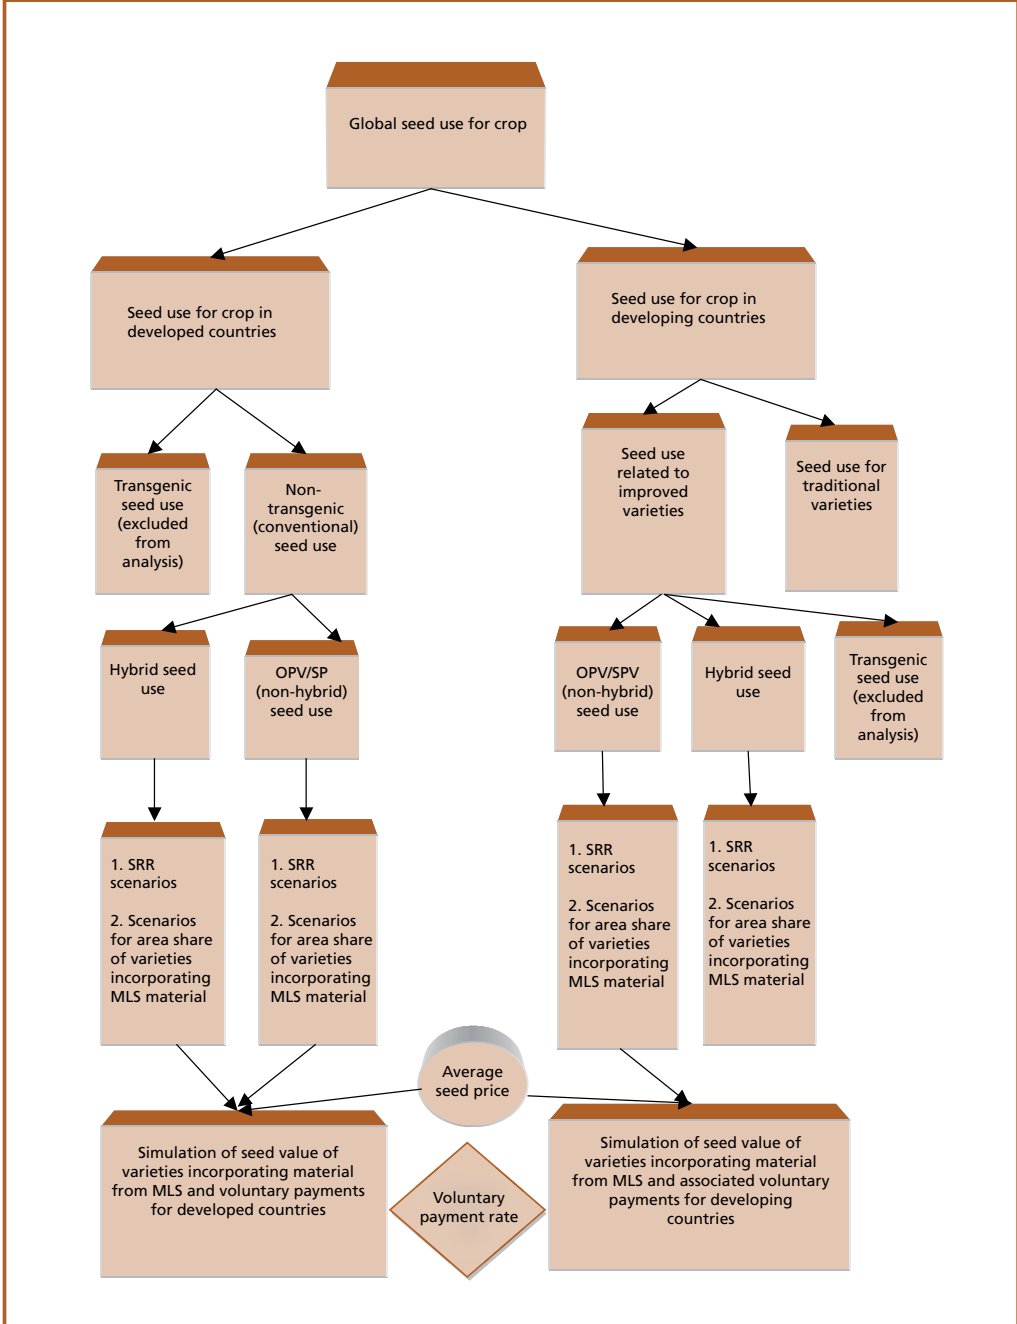 Global seed use for crop
Seed use for crop in
developed countries
Seed use for crop in
developing countries
Transgenic
seed use
(excluded
from
analysis)
Non-
transgenic
(conventional)
seed use
Seed use
related to
improved
varieties
Seed use for
traditional
varieties
Hybrid seed
use
OPV/SP
(non-hybrid)
seed use
OPV/SPV
(non-hybrid)
seed use
Hybrid seed
use
Transgenic
seed use
(excluded
from
analysis)
1. SRR
scenarios
2. Scenarios
for area share
of varieties
incorporating
MLS material
1. SRR
scenarios
2. Scenarios
for area share
of varieties
incorporating
MLS material
1. SRR
scenarios
2. Scenarios
for area share
of varieties
incorporating
MLS material
1. SRR
scenarios
2. Scenarios
for area share
of varieties
incorporating
MLS material
Average
seed price
Simulation of seed value of
varieties incorporating material
from MLS and voluntary payments
for developed countries
Voluntary
payment rate
Simulation of seed value of
varieties incorporating material
from MLS and associated voluntary
payments for developing
countries